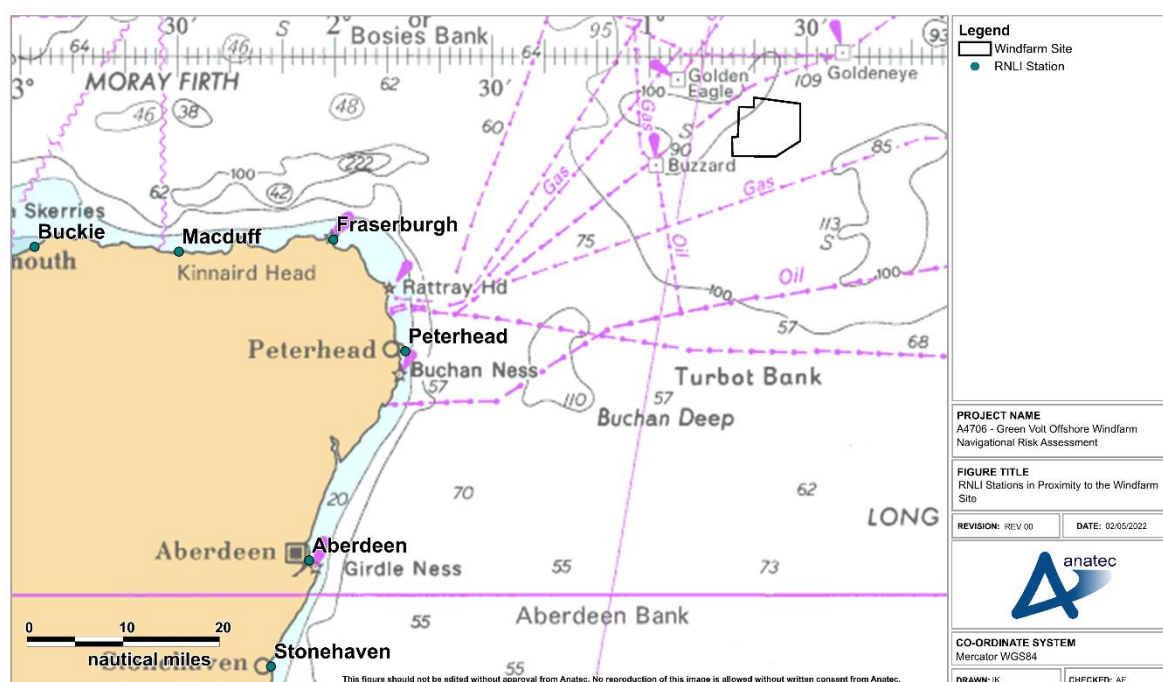 30'
S
2°
or
Bosies Bank
95
1°
30'
93
64
46
64
3°
MORAY FIRTH
62
30'
100
Golden
Eagle
109
Goldeneye
46
38
48
60
Gas
S
90
Buzzard
85
Gas
Gas
222
100
42
62
Skerries
Buckie
mouth
Macduff
Fraserburgh
Kinnaird Head
Rattray Hd
75
Oil
113
S
100
100
Oil
57
68
Peterhead
Peterhead
Buchan Ness
57
Turbot Bank
110
57
Buchan Deep
20
70
62
LONG
Aberdeen
Aberdeen
Girdle Ness
55
73
55
Aberdeen Bank
0
10
20
nautical miles
Stonehaven
Stonehaven
55
This figure should not be edited without approval from Anatec. No reproduction of this image is allowed without written consent from Anatec.
Legend
Windfarm Site
RNLI Station
PROJECT NAME
A4706 - Green Volt Offshore Windfarm
Navigational Risk Assessment
FIGURE TITLE
RNLI Stations in Proximity to the Windfarm
Site
REVISION: REV 00
DATE: 02/05/2022
anatec
CO-ORDINATE SYSTEM
Mercator WGS84
DRAWN: IK
CHECKED: AF